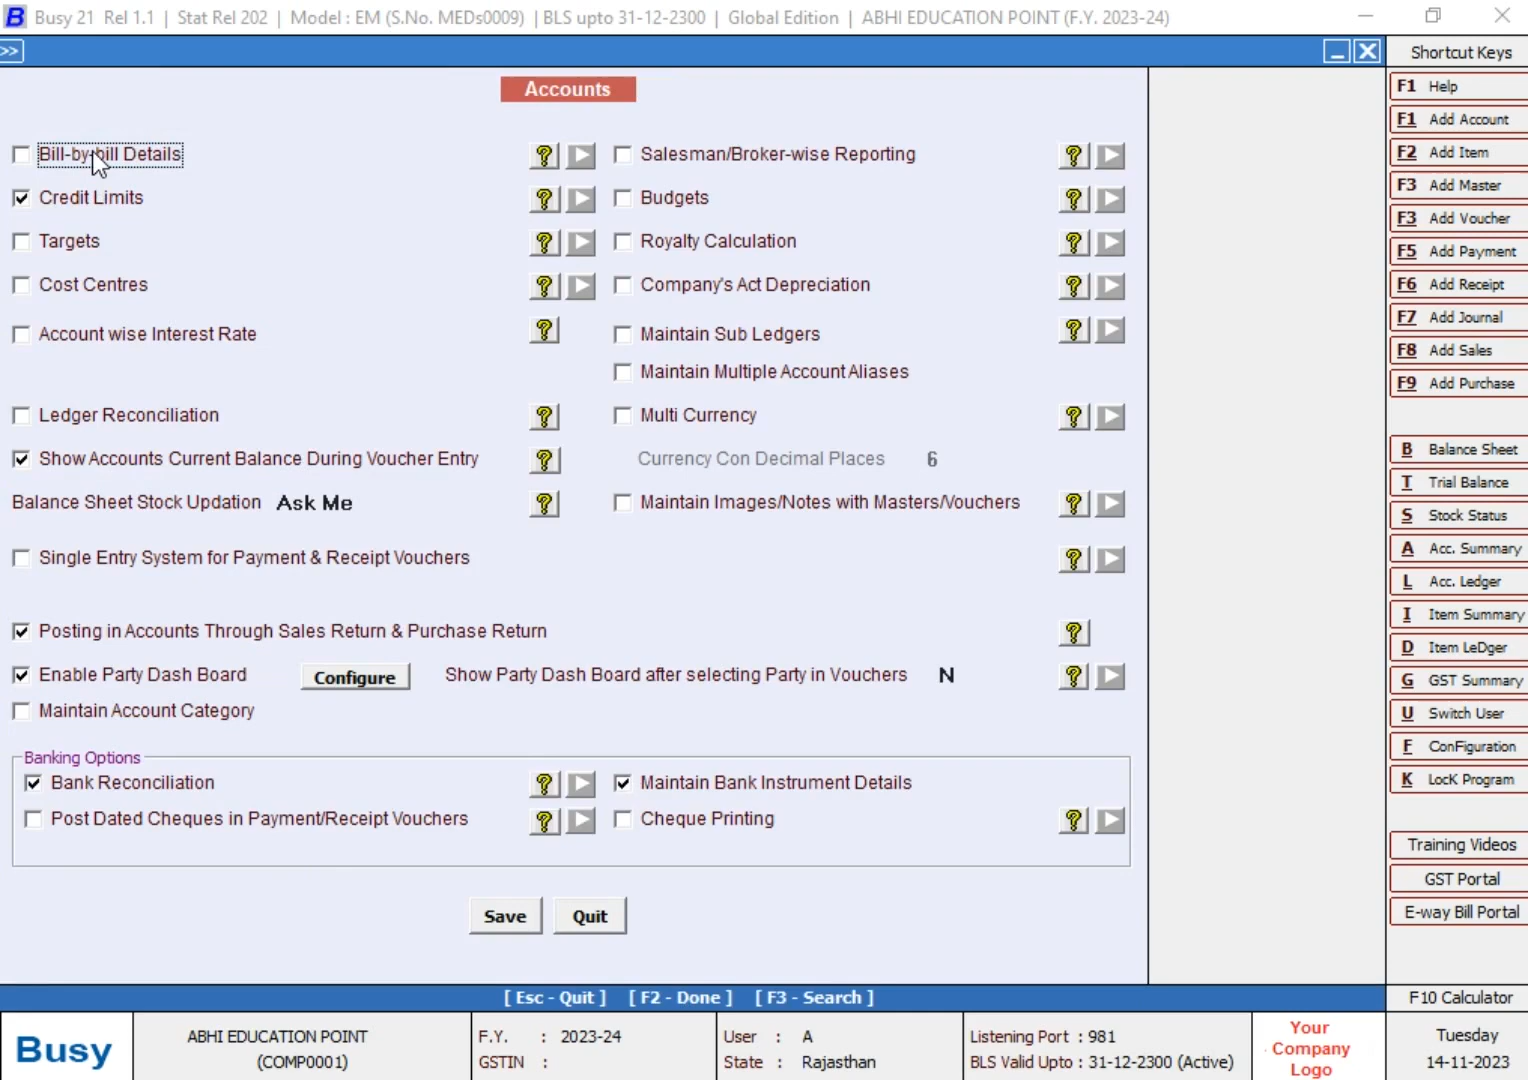 B Busy 21 Rel 1.1 | Stat Rel 202 | Model : EM (S.No. MEDs0009) | BLS upto 31-12-2300 | Global Edition | ABHI EDUCATION POINT (F.Y. 2023-24)
>>
Shortcut Keys
Accounts
Bill-by-bill Details ? Salesman/Broker-wise Reporting ?
Credit Limits ? Budgets ?
Targets ? Royalty Calculation ?
Cost Centres ? Company's Act Depreciation ?
Account wise Interest Rate ? Maintain Sub Ledgers ?
Maintain Multiple Account Aliases
Ledger Reconciliation ? Multi Currency ?
Show Accounts Current Balance During Voucher Entry ? Currency Con Decimal Places 6
Balance Sheet Stock Updation Ask Me ? Maintain Images/Notes with Masters/Vouchers ?
Single Entry System for Payment & Receipt Vouchers ?
Posting in Accounts Through Sales Return & Purchase Return ?
Enable Party Dash Board Configure Show Party Dash Board after selecting Party in Vouchers N ?
Maintain Account Category
Banking Options
Bank Reconciliation ? Maintain Bank Instrument Details
Post Dated Cheques in Payment/Receipt Vouchers ? Cheque Printing ?
Save Quit
[ Esc - Quit ] [ F2 - Done ] [ F3 - Search ]
F1 Help
F1 Add Account
F2 Add Item
F3 Add Master
F3 Add Voucher
F5 Add Payment
F6 Add Receipt
F7 Add Journal
F8 Add Sales
F9 Add Purchase
B Balance Sheet
T Trial Balance
S Stock Status
A Acc. Summary
L Acc. Ledger
I Item Summary
D Item LeDger
G GST Summary
U Switch User
F ConFiguration
K LocK Program
Training Videos
GST Portal
E-way Bill Portal
F10 Calculator
Busy
ABHI EDUCATION POINT
(COMP0001)
F.Y. : 2023-24
GSTIN :
User : A
State : Rajasthan
Listening Port : 981
BLS Valid Upto : 31-12-2300 (Active)
Your
Company
Logo
Tuesday
14-11-2023